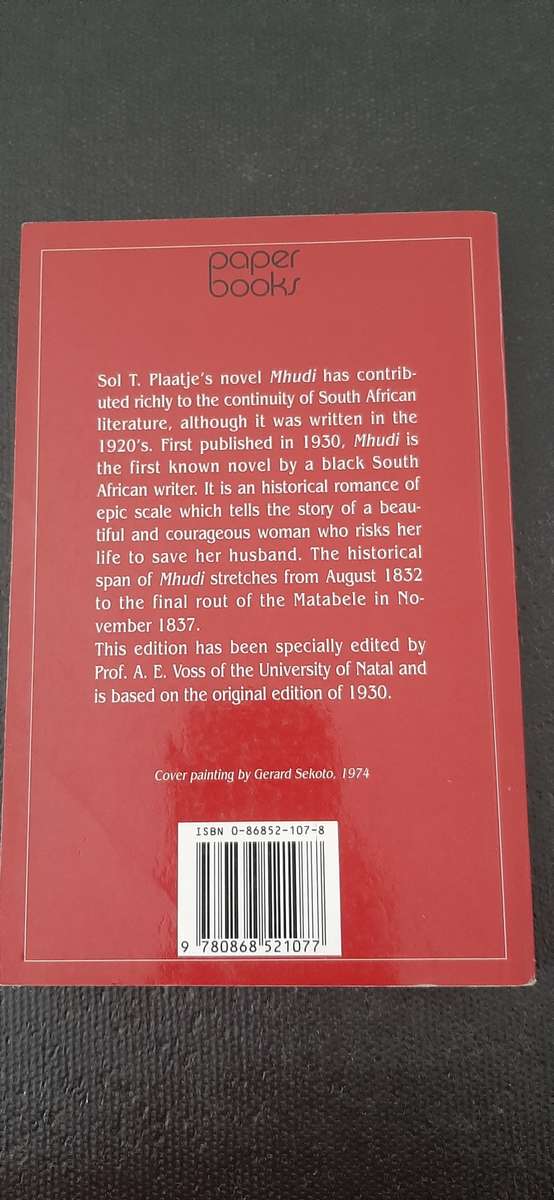 paper
books
Sol T. Plaatje's novel Mhudi has contrib-
uted richly to the continuity of South African
literature, although it was written in the
1920's. First published in 1930, Mhudi is
the first known novel by a black South
African writer. It is an historical romance of
epic scale which tells the story of a beau-
tiful and courageous woman who risks her
life to save her husband. The historical
span of Mhudi stretches from August 1832
to the final rout of the Matabele in No-
vember 1837.
This edition has been specially edited by
Prof. A. E. Voss of the University of Natal and
is based on the original edition of 1930.
Cover painting by Gerard Sekoto, 1974
ISBN 0-86852-107-8
9 780868 521077